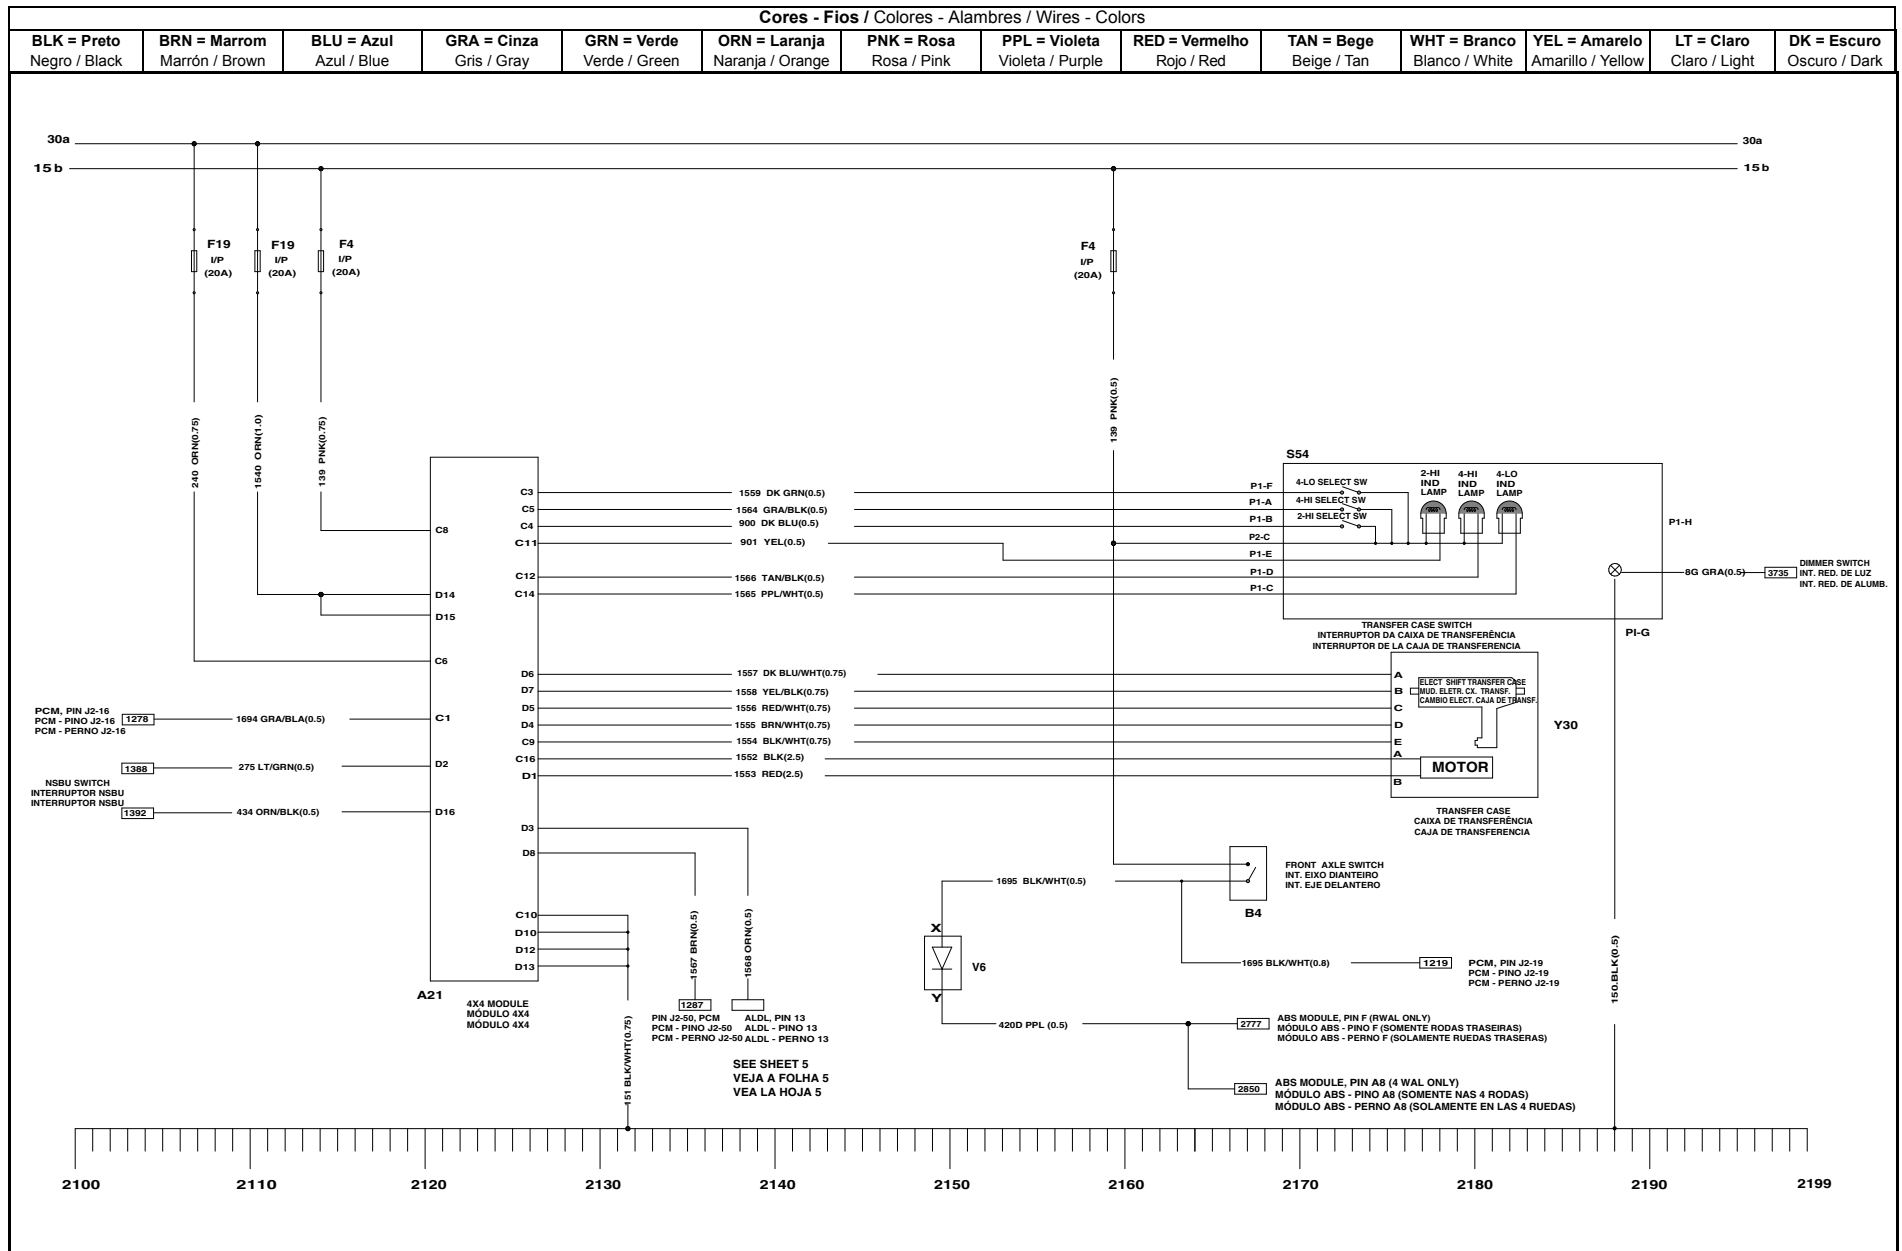 Cores - Fios / Colores - Alambres / Wires - Colors
BLK = Preto
Negro / Black
BRN = Marrom
Marrón / Brown
BLU = Azul
Azul / Blue
GRA = Cinza
Gris / Gray
GRN = Verde
Verde / Green
ORN = Laranja
Naranja / Orange
PNK = Rosa
Rosa / Pink
PPL = Violeta
Violeta / Purple
RED = Vermelho
Rojo / Red
TAN = Bege
Beige / Tan
WHT = Branco
Blanco / White
YEL = Amarelo
Amarillo / Yellow
LT = Claro
Claro / Light
DK = Escuro
Oscuro / Dark
30a
30a
15 b
15 b
F19
I/P
(20A)
F19
I/P
(20A)
F4
I/P
(20A)
F4
I/P
(20A)
240 ORN(0.75)
1540 ORN(1.0)
139 PNK(0.75)
139 PNK(0.5)
C8
D14
D15
C6
C1
D2
D16
C3
C5
C4
C11
C12
C14
D6
D7
D5
D4
C9
C16
D1
D3
D8
C10
D10
D12
D13
A21
4X4 MODULE
MÓDULO 4X4
MÓDULO 4X4
PCM, PIN J2-16
PCM - PINO J2-16
PCM - PERNO J2-16
1278
1694 GRA/BLA(0.5)
1388
275 LT/GRN(0.5)
NSBU SWITCH
INTERRUPTOR NSBU
INTERRUPTOR NSBU
1392
434 ORN/BLK(0.5)
1559 DK GRN(0.5)
1564 GRA/BLK(0.5)
900 DK BLU(0.5)
901 YEL(0.5)
1566 TAN/BLK(0.5)
1565 PPL/WHT(0.5)
P1-F
P1-A
P1-B
P2-C
P1-E
P1-D
P1-C
S54
4-LO SELECT SW
4-HI SELECT SW
2-HI SELECT SW
2-HI
IND
LAMP
4-HI
IND
LAMP
4-LO
IND
LAMP
P1-H
8G GRA(0.5)
3735
DIMMER SWITCH
INT. RED. DE LUZ
INT. RED. DE ALUMB.
PI-G
TRANSFER CASE SWITCH
INTERRUPTOR DA CAIXA DE TRANSFERÊNCIA
INTERRUPTOR DE LA CAJA DE TRANSFERENCIA
1557 DK BLU/WHT(0.75)
1558 YEL/BLK(0.75)
1556 RED/WHT(0.75)
1555 BRN/WHT(0.75)
1554 BLK/WHT(0.75)
1552 BLK(2.5)
1553 RED(2.5)
A
B
C
D
E
A
B
ELECT SHIFT TRANSFER CASE
MUD. ELETR. CX. TRANSF.
CAMBIO ELECT. CAJA DE TRANSF.
Y30
MOTOR
TRANSFER CASE
CAIXA DE TRANSFERÊNCIA
CAJA DE TRANSFERENCIA
FRONT AXLE SWITCH
INT. EIXO DIANTEIRO
INT. EJE DELANTERO
B4
1695 BLK/WHT(0.5)
X
V6
Y
1695 BLK/WHT(0.8)
1219
PCM, PIN J2-19
PCM - PINO J2-19
PCM - PERNO J2-19
420D PPL (0.5)
2777
ABS MODULE, PIN F (RWAL ONLY)
MÓDULO ABS - PINO F (SOMENTE RODAS TRASEIRAS)
MÓDULO ABS - PERNO F (SOLAMENTE RUEDAS TRASERAS)
2850
ABS MODULE, PIN A8 (4 WAL ONLY)
MÓDULO ABS - PINO A8 (SOMENTE NAS 4 RODAS)
MÓDULO ABS - PERNO A8 (SOLAMENTE EN LAS 4 RUEDAS)
150.BLK(0.5)
151 BLK/WHT(0.75)
1567 BRN(0.5)
1568 ORN(0.5)
1287
PIN J2-50, PCM
PCM - PINO J2-50
PCM - PERNO J2-50
ALDL, PIN 13
ALDL - PINO 13
ALDL - PERNO 13
SEE SHEET 5
VEJA A FOLHA 5
VEA LA HOJA 5
2100
2110
2120
2130
2140
2150
2160
2170
2180
2190
2199